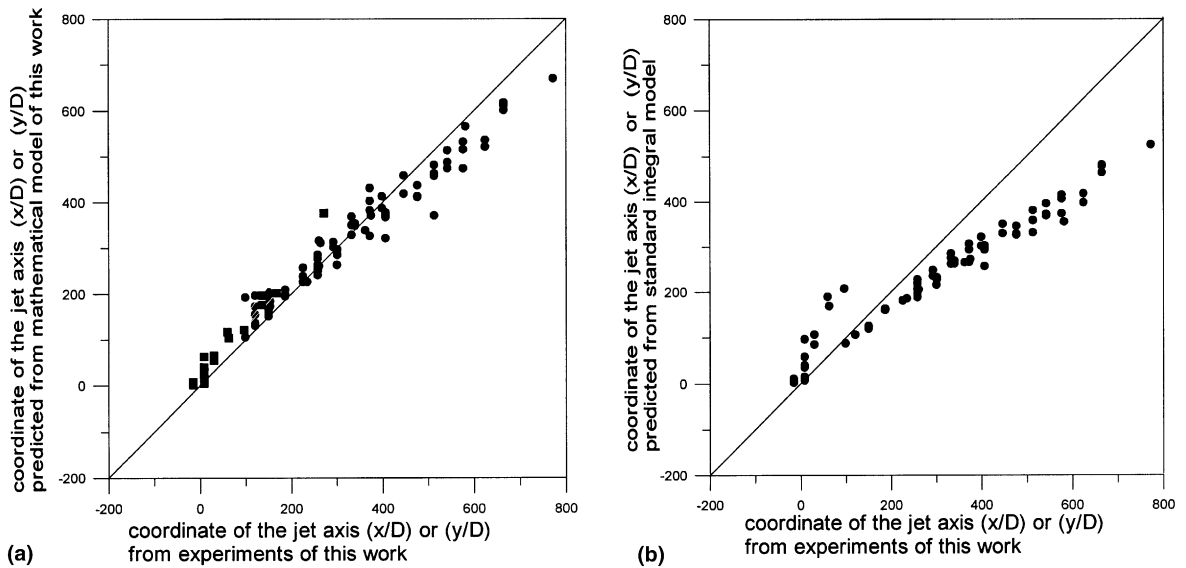 coordinate of the jet axis (x/D) or (y/D)
predicted from mathematical model of this work
800
600
400
200
0
-200
-200
0
200
400
600
800
coordinate of the jet axis (x/D) or (y/D)
from experiments of this work
(a)
coordinate of the jet axis (x/D) or (y/D)
predicted from standard integral model
800
600
400
200
0
-200
-200
0
200
400
600
800
coordinate of the jet axis (x/D) or (y/D)
from experiments of this work
(b)